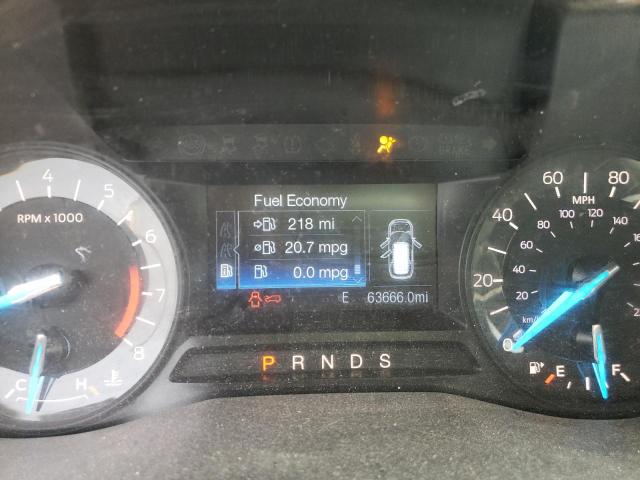 Fuel Economy
218 mi
20.7 mpg
0.0 mpg
E 63666.0mi
P R N D S
4 5 6 7 8
RPM x 1000
C H
0 20 40 60 80
MPH
20 40 60 80 100 120 140
km/
E F